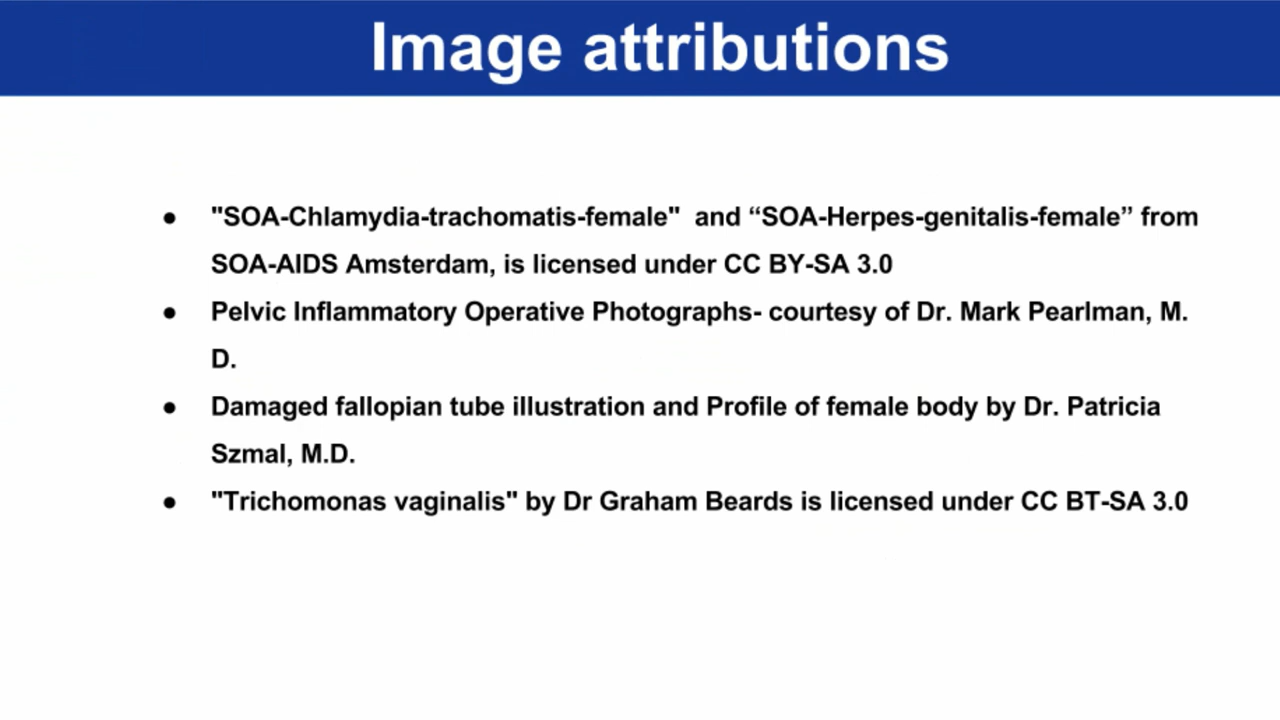 Image attributions
● "SOA-Chlamydia-trachomatis-female"  and “SOA-Herpes-genitalis-female” from
SOA-AIDS Amsterdam, is licensed under CC BY-SA 3.0
● Pelvic Inflammatory Operative Photographs- courtesy of Dr. Mark Pearlman, M.
D.
● Damaged fallopian tube illustration and Profile of female body by Dr. Patricia
Szmal, M.D.
● "Trichomonas vaginalis" by Dr Graham Beards is licensed under CC BT-SA 3.0